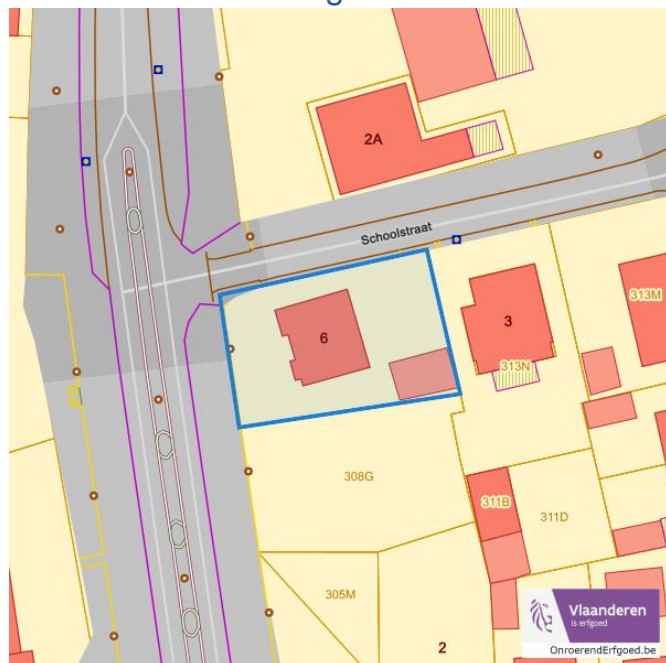 2A
Schoolstraat
6
3
313M
313N
308G
311B
311D
305M
2
Vlaanderen
is erfgoed
OnroerendErfgoed.be